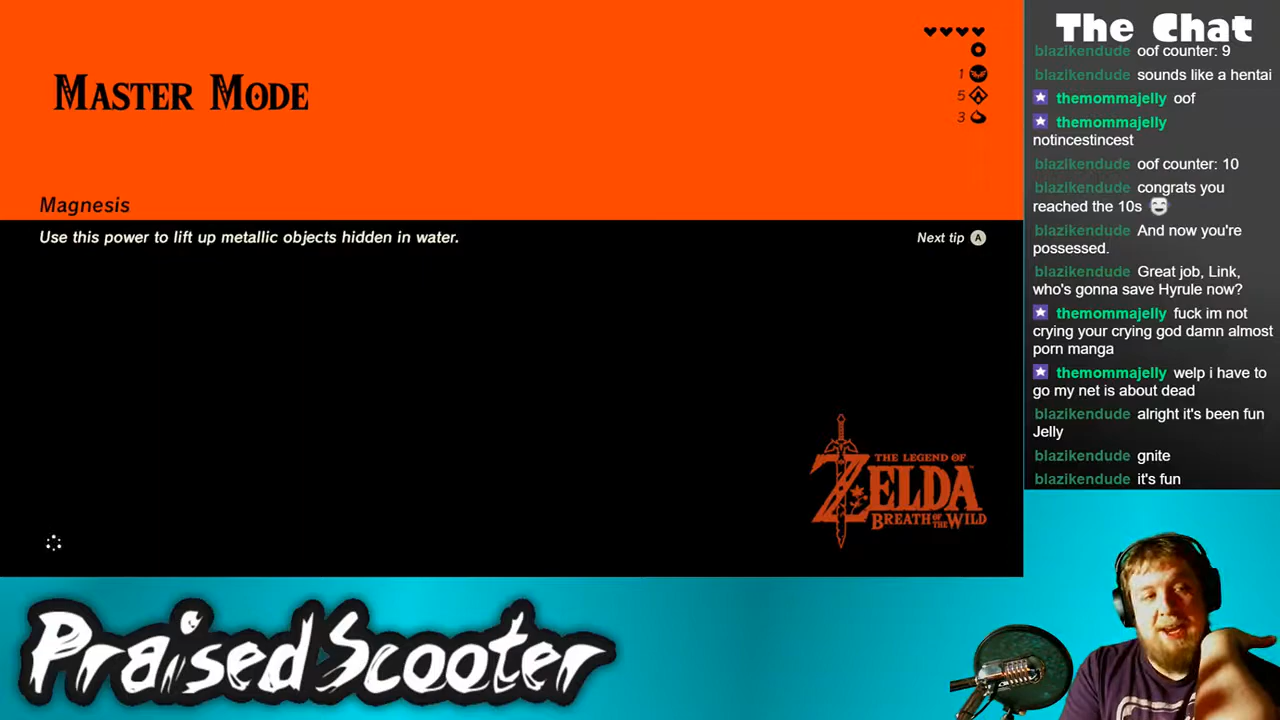 MASTER MODE
1
5
3
Magnesis
Use this power to lift up metallic objects hidden in water.
Next tip A
THE LEGEND OF
ZELDA
BREATH OF THE WILD
PraisedScooter
The Chat
blazikendude oof counter: 9
blazikendude sounds like a hentai
themommajelly oof
themommajelly
notincestincest
blazikendude oof counter: 10
blazikendude congrats you
reached the 10s
blazikendude And now you're
possessed.
blazikendude Great job, Link,
who's gonna save Hyrule now?
themommajelly fuck im not
crying your crying god damn almost
porn manga
themommajelly welp i have to
go my net is about dead
blazikendude alright it's been fun
Jelly
blazikendude gnite
blazikendude it's fun